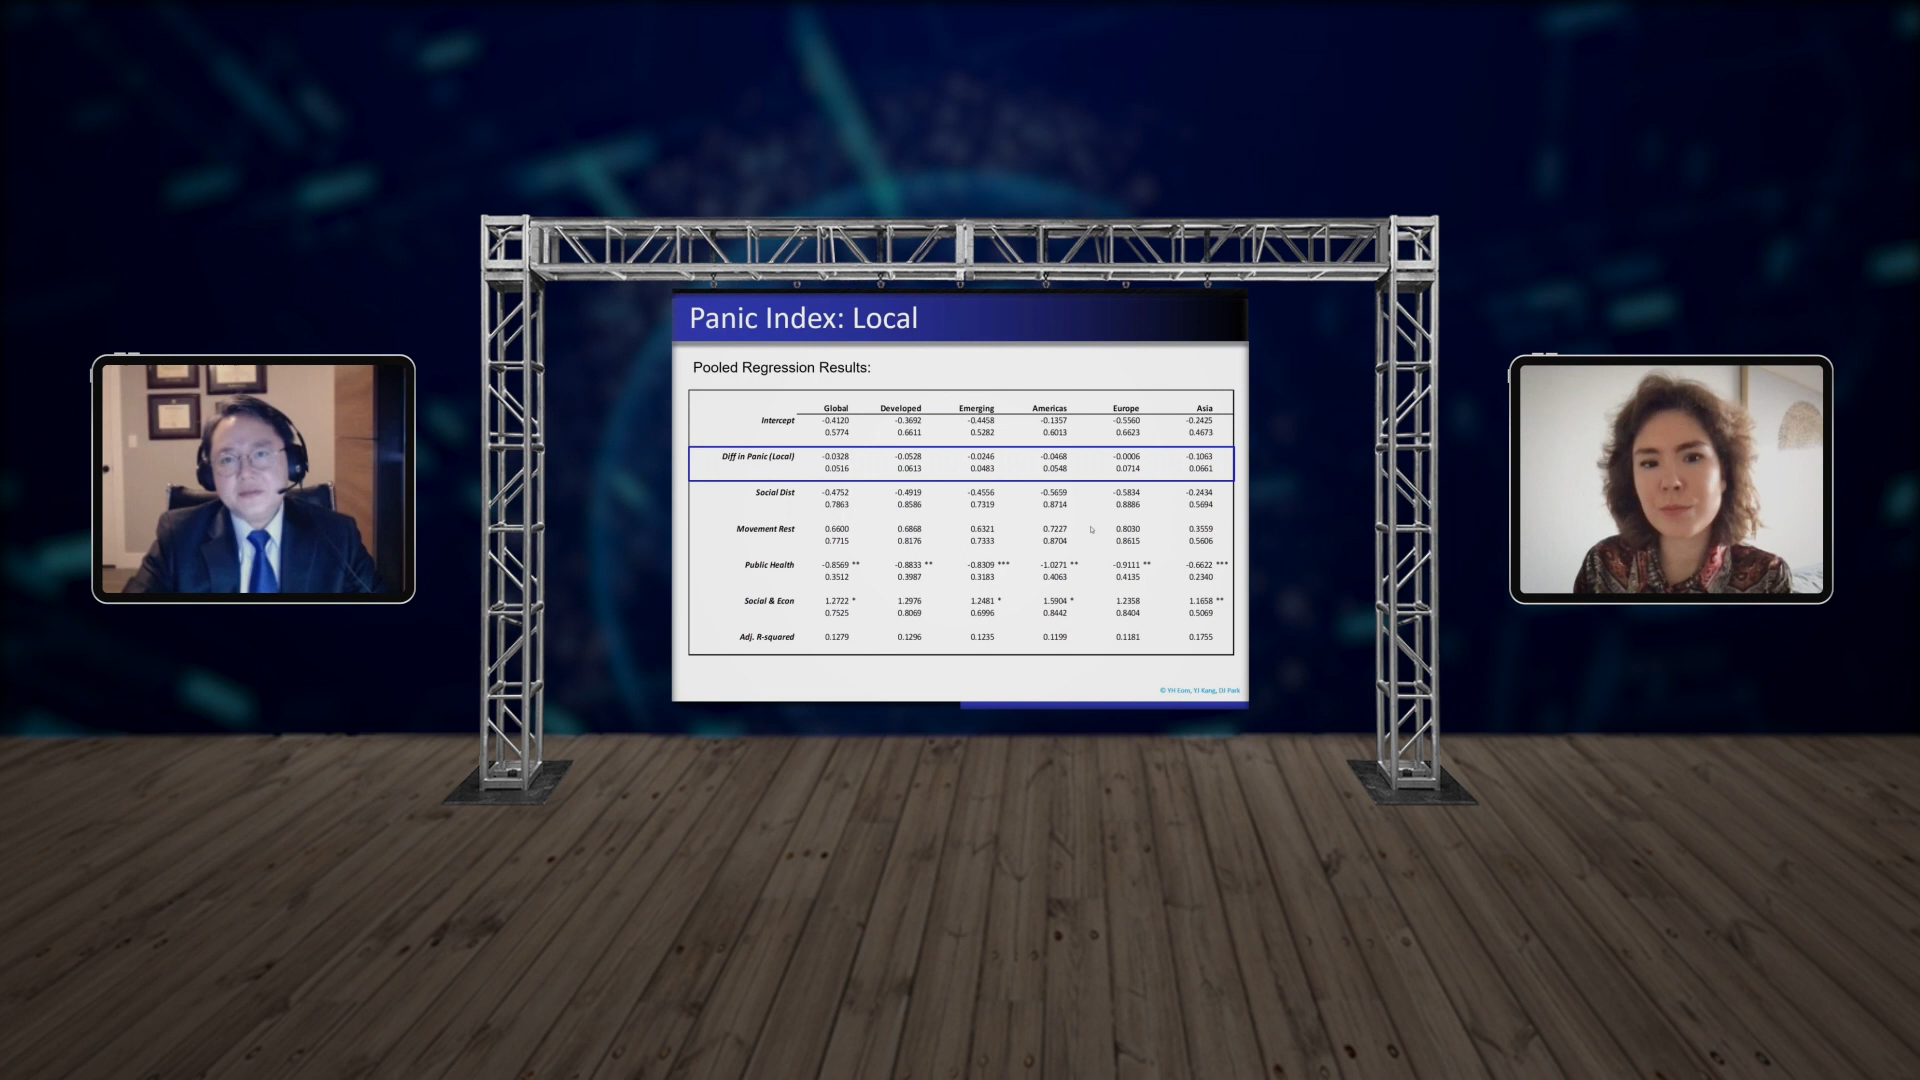 Panic Index: Local
Pooled Regression Results:
Global Developed Emerging Americas Europe Asia
Intercept -0.4120 -0.3692 -0.4458 -0.1357 -0.5560 -0.2425
0.5774 0.6611 0.5282 0.6013 0.6623 0.4673
Diff in Panic (Local) -0.0328 -0.0528 -0.0246 -0.0468 -0.0006 -0.1063
0.0516 0.0613 0.0483 0.0548 0.0714 0.0661
Social Dist -0.4752 -0.4919 -0.4556 -0.5659 -0.5834 -0.2434
0.7863 0.8586 0.7319 0.8714 0.8886 0.5694
Movement Rest 0.6600 0.6868 0.6321 0.7227 0.8030 0.3559
0.7715 0.8176 0.7333 0.8704 0.8615 0.5606
Public Health -0.8569 ** -0.8833 ** -0.8309 *** -1.0271 ** -0.9111 ** -0.6622 ***
0.3512 0.3987 0.3183 0.4063 0.4135 0.2340
Social & Econ 1.2722 * 1.2976 1.2481 * 1.5904 * 1.2358 1.1658 **
0.7525 0.8069 0.6996 0.8442 0.8404 0.5069
Adj. R-squared 0.1279 0.1296 0.1235 0.1199 0.1181 0.1755
© YH Eom, YJ Kang, DJ Park